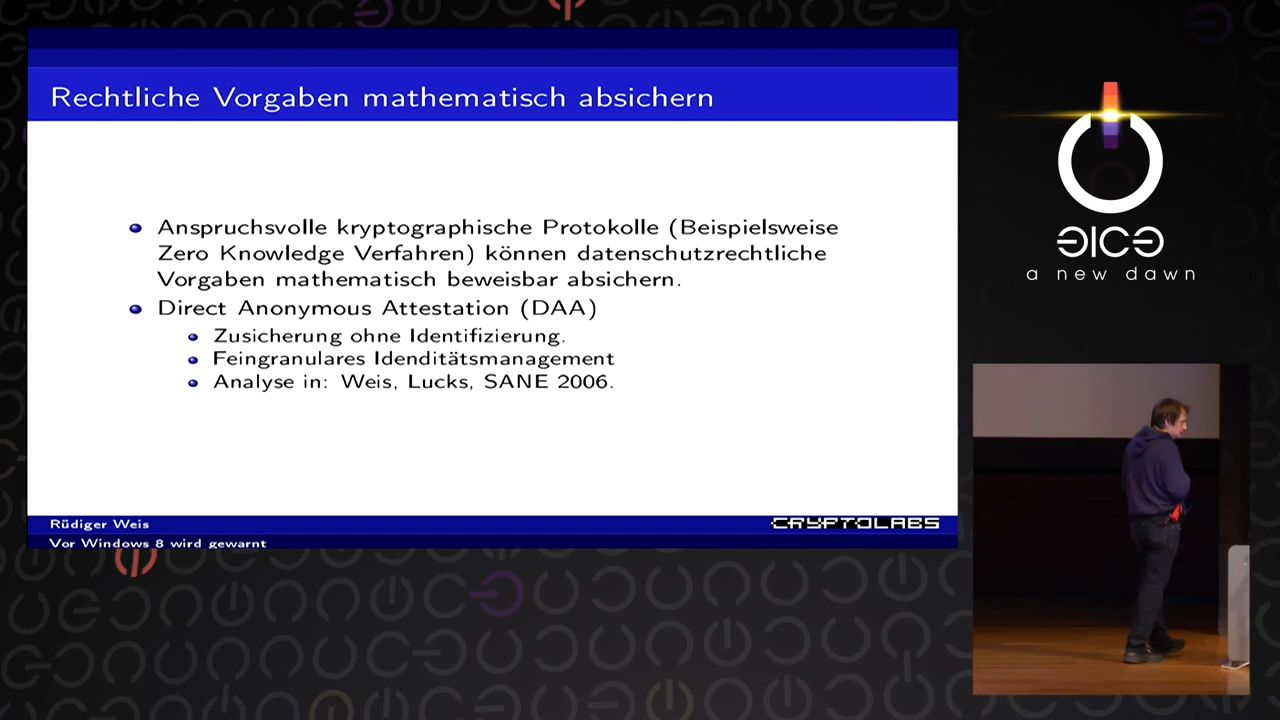 Rechtliche Vorgaben mathematisch absichern
Anspruchsvolle kryptographische Protokolle (Beispielsweise
Zero Knowledge Verfahren) können datenschutzrechtliche
Vorgaben mathematisch beweisbar absichern.
Direct Anonymous Attestation (DAA)
Zusicherung ohne Identifizierung.
Feingranulares Idenditätsmanagement
Analyse in: Weis, Lucks, SANE 2006.
Rüdiger Weis
CRYPTOLABS
Vor Windows 8 wird gewarnt
31C3
a new dawn